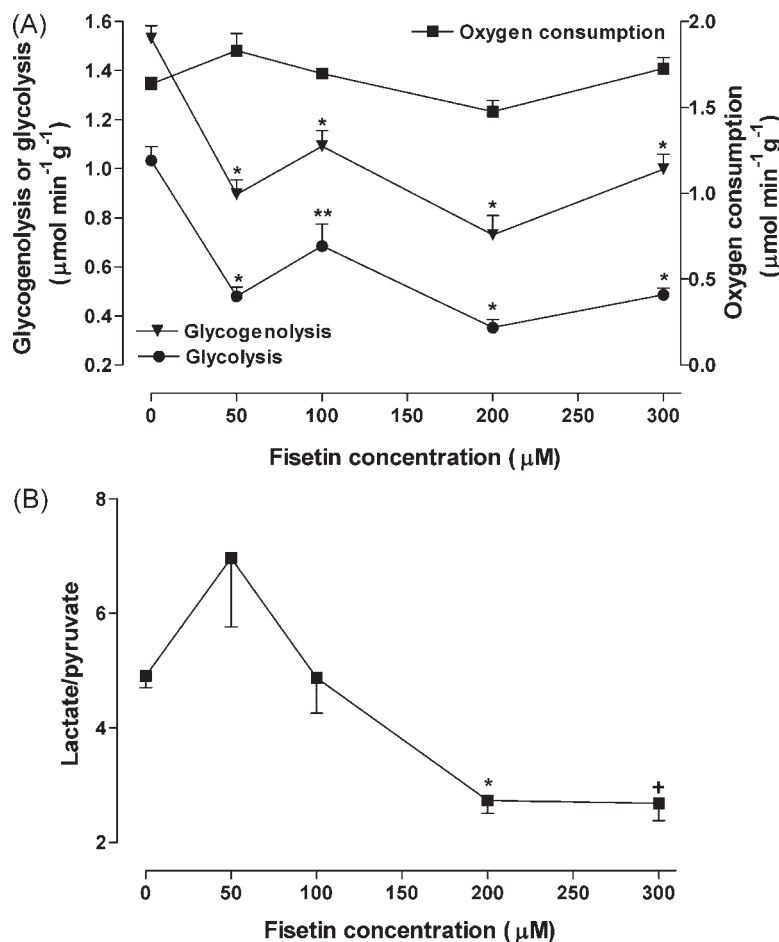 (A)
Oxygen consumption
Glycogenolysis or glycolysis
(μmol min⁻¹g⁻¹)
1.6
1.4
1.2
1.0
0.8
0.6
0.4
0.2
* * * *
* ** * *
Glycogenolysis
Glycolysis
2.0
1.5
1.0
0.5
0.0
Oxygen consumption
(μmol min⁻¹g⁻¹)
0 50 100 150 200 250 300
Fisetin concentration ( μM)
(B)
Lactate/pyruvate
8
6
4
2
* +
0 50 100 150 200 250 300
Fisetin concentration ( μM)